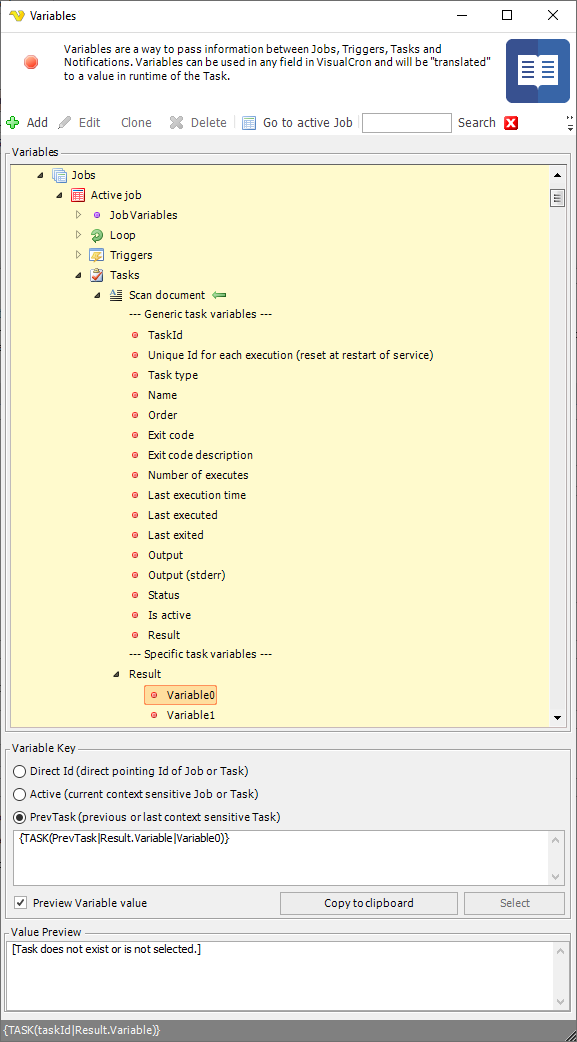 Variables
Variables are a way to pass information between Jobs, Triggers, Tasks and
Notifications. Variables can be used in any field in VisualCron and will be "translated"
to a value in runtime of the Task.
Add Edit Clone Delete Go to active Job Search
Variables
Jobs
Active job
JobVariables
Loop
Triggers
Tasks
Scan document
--- Generic task variables ---
TaskId
Unique Id for each execution (reset at restart of service)
Task type
Name
Order
Exit code
Exit code description
Number of executes
Last execution time
Last executed
Last exited
Output
Output (stderr)
Status
Is active
Result
--- Specific task variables ---
Result
Variable0
Variable1
Variable Key
Direct Id (direct pointing Id of Job or Task)
Active (current context sensitive Job or Task)
PrevTask (previous or last context sensitive Task)
{TASK(PrevTask|Result.Variable|Variable0)}
Preview Variable value Copy to clipboard Select
Value Preview
[Task does not exist or is not selected.]
{TASK(taskId|Result.Variable)}